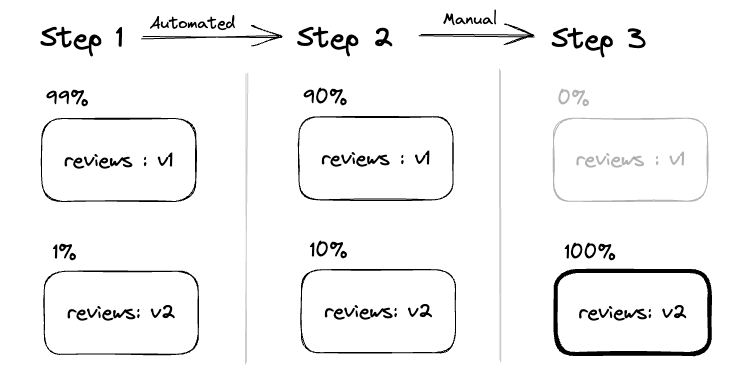 Step 1 Automated Step 2 Manual Step 3
99% 90% 0%
reviews : v1 reviews : v1 reviews : v1
1% 10% 100%
reviews: v2 reviews: v2 reviews: v2